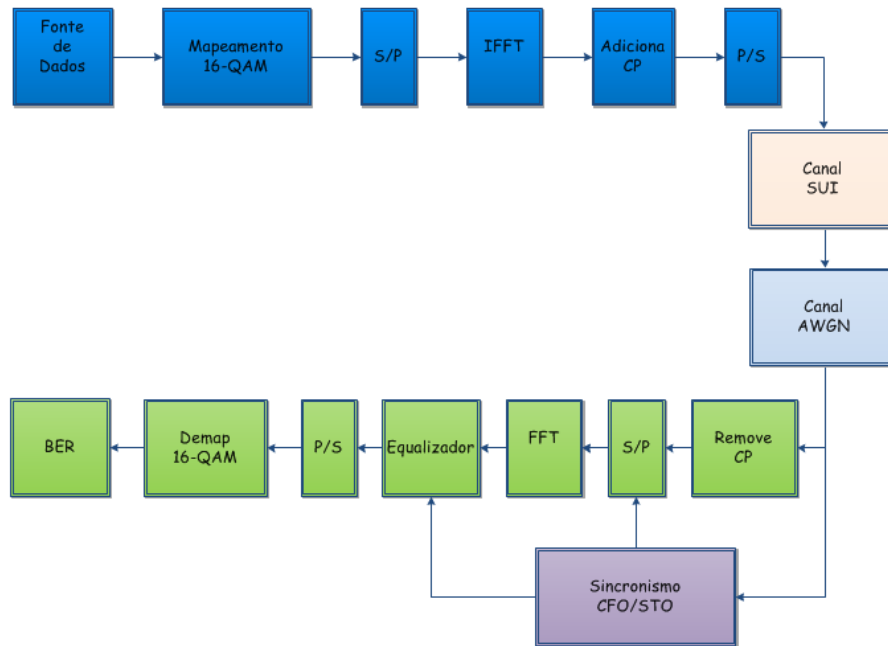 Fonte
de
Dados
Mapeamento
16-QAM
S/P
IFFT
Adiciona
CP
P/S
Canal
SUI
Canal
AWGN
BER
Demap
16-QAM
P/S
Equalizador
FFT
S/P
Remove
CP
Sincronismo
CFO/STO